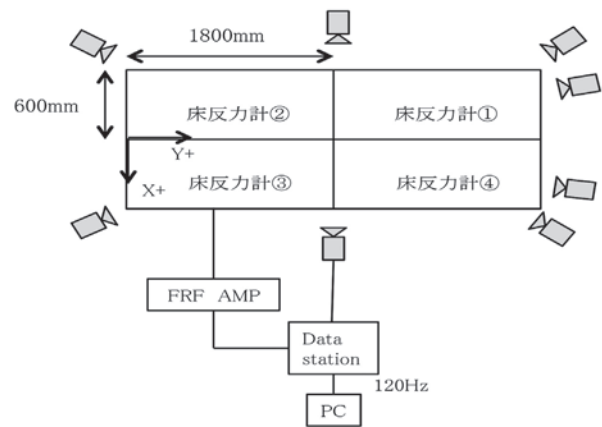 1800mm
600mm
床反力計②
床反力計①
Y+
X+
床反力計③
床反力計④
FRF AMP
Data
station
120Hz
PC